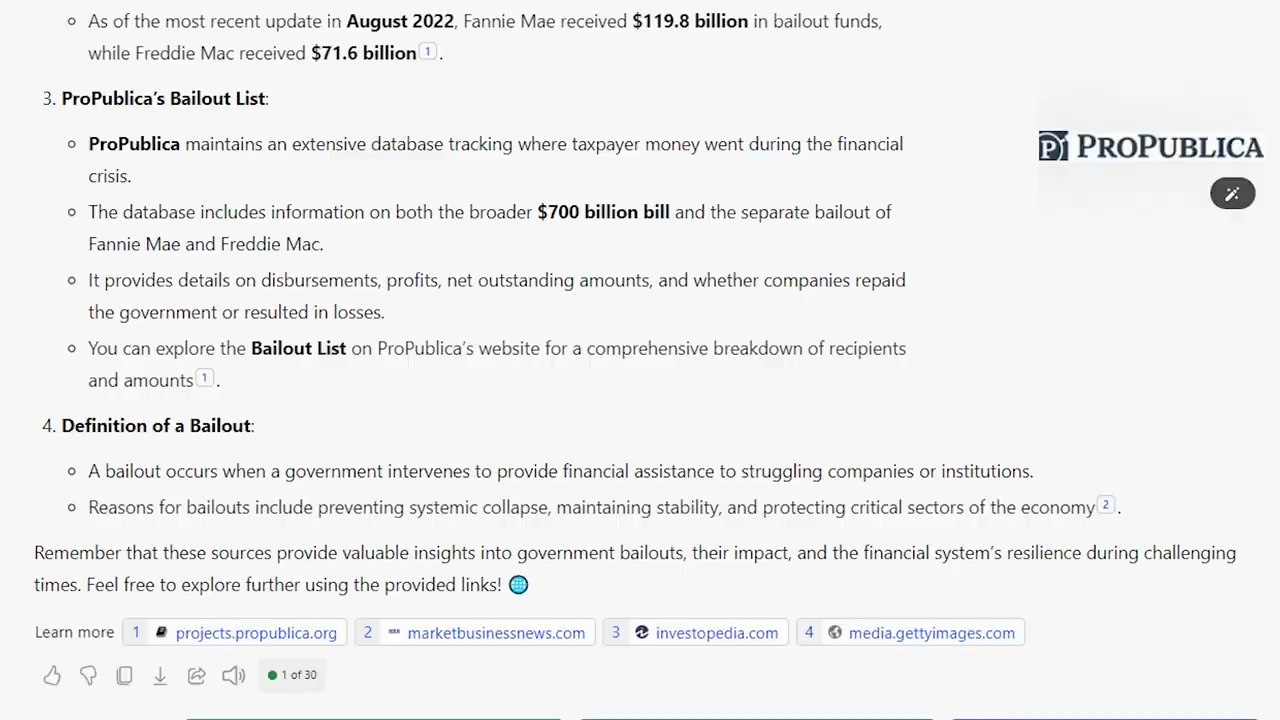 As of the most recent update in August 2022, Fannie Mae received $119.8 billion in bailout funds,
while Freddie Mac received $71.6 billion 1 .
3. ProPublica’s Bailout List:
ProPublica maintains an extensive database tracking where taxpayer money went during the financial
crisis.
PROPUBLICA
The database includes information on both the broader $700 billion bill and the separate bailout of
Fannie Mae and Freddie Mac.
It provides details on disbursements, profits, net outstanding amounts, and whether companies repaid
the government or resulted in losses.
You can explore the Bailout List on ProPublica’s website for a comprehensive breakdown of recipients
and amounts 1 .
4. Definition of a Bailout:
A bailout occurs when a government intervenes to provide financial assistance to struggling companies or institutions.
Reasons for bailouts include preventing systemic collapse, maintaining stability, and protecting critical sectors of the economy 2 .
Remember that these sources provide valuable insights into government bailouts, their impact, and the financial system’s resilience during challenging
times. Feel free to explore further using the provided links!
Learn more 1 projects.propublica.org 2 marketbusinessnews.com 3 investopedia.com 4 media.gettyimages.com
1 of 30